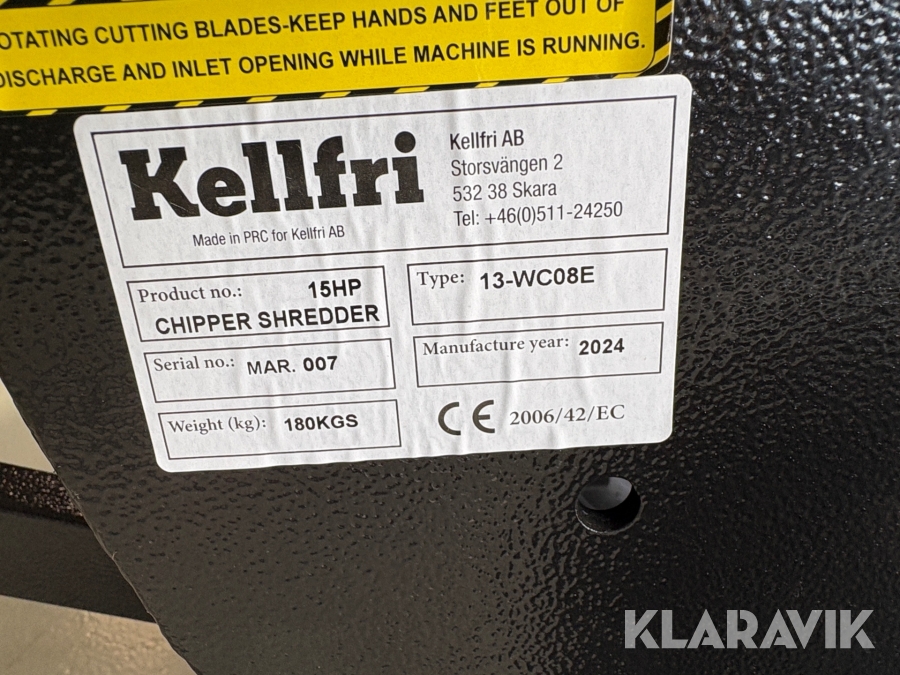 OTATING CUTTING BLADES-KEEP HANDS AND FEET OUT OF
DISCHARGE AND INLET OPENING WHILE MACHINE IS RUNNING.
Kellfri
Made in PRC for Kellfri AB
Kellfri AB
Storsvängen 2
532 38 Skara
Tel: +46(0)511-24250
Product no.: 15HP
CHIPPER SHREDDER
Type: 13-WC08E
Serial no.: MAR. 007
Manufacture year: 2024
Weight (kg): 180KGS
CE 2006/42/EC
KLARAVIK